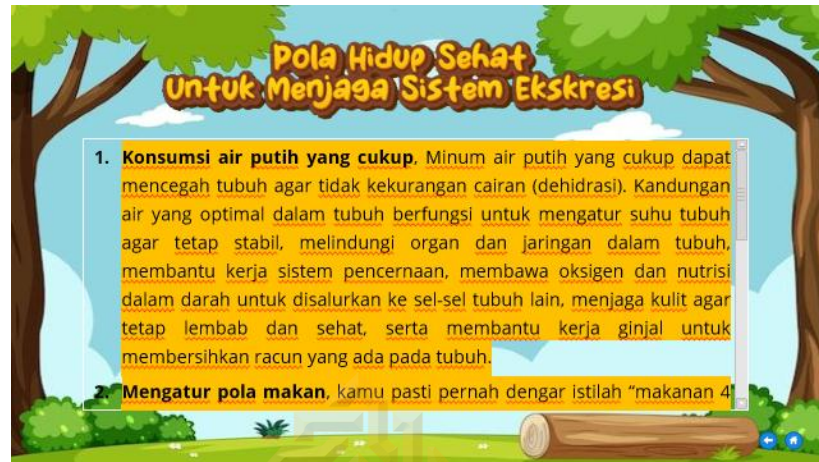 Pola Hidup Sehat
Untuk Menjaga Sistem Ekskresi
1. Konsumsi air putih yang cukup, Minum air putih yang cukup dapat
mencegah tubuh agar tidak kekurangan cairan (dehidrasi). Kandungan
air yang optimal dalam tubuh berfungsi untuk mengatur suhu tubuh
agar tetap stabil, melindungi organ dan jaringan dalam tubuh,
membantu kerja sistem pencernaan, membawa oksigen dan nutrisi
dalam darah untuk disalurkan ke sel-sel tubuh lain, menjaga kulit agar
tetap lembab dan sehat, serta membantu kerja ginjal untuk
membersihkan racun yang ada pada tubuh.
2. Mengatur pola makan, kamu pasti pernah dengar istilah “makanan 4